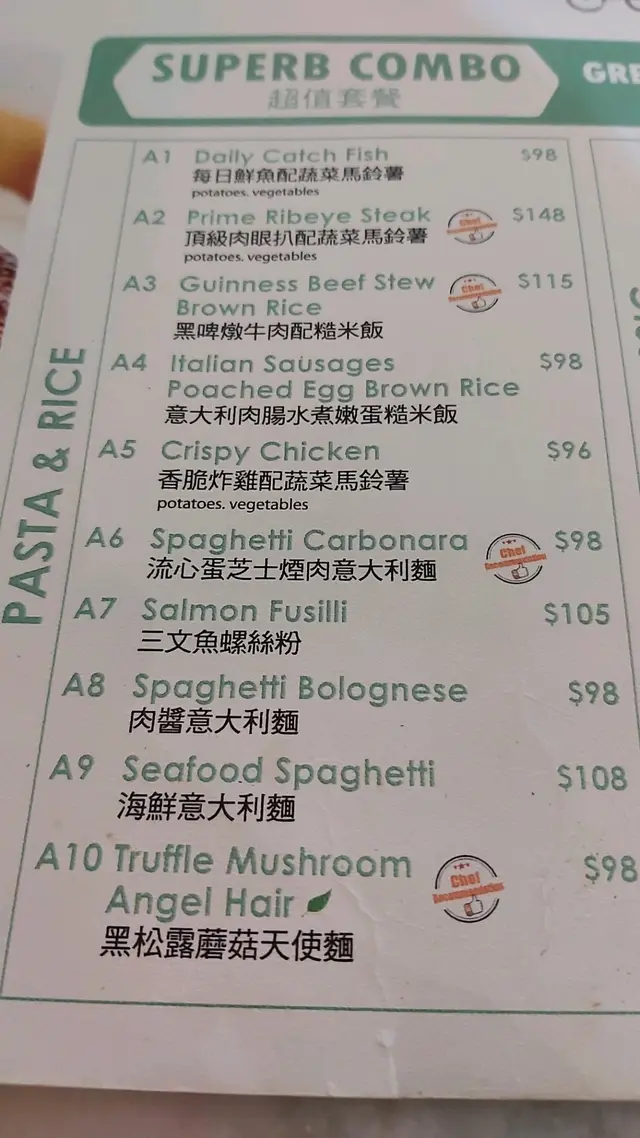 SUPERB COMBO
超值套餐
GRE
PASTA & RICE
A1 Daily Catch Fish $98
每日鮮魚配蔬菜馬鈴薯
potatoes. vegetables
A2 Prime Ribeye Steak Chef Recommendation $148
頂級肉眼扒配蔬菜馬鈴薯
potatoes. vegetables
A3 Guinness Beef Stew Chef Recommendation $115
Brown Rice
黑啤燉牛肉配糙米飯
A4 Italian Sausages $98
Poached Egg Brown Rice
意大利肉腸水煮嫩蛋糙米飯
A5 Crispy Chicken $96
香脆炸雞配蔬菜馬鈴薯
potatoes. vegetables
A6 Spaghetti Carbonara Chef Recommendation $98
流心蛋芝士煙肉意大利麵
A7 Salmon Fusilli $105
三文魚螺絲粉
A8 Spaghetti Bolognese $98
肉醬意大利麵
A9 Seafood Spaghetti $108
海鮮意大利麵
A10 Truffle Mushroom Chef Recommendation $98
Angel Hair
黑松露蘑菇天使麵